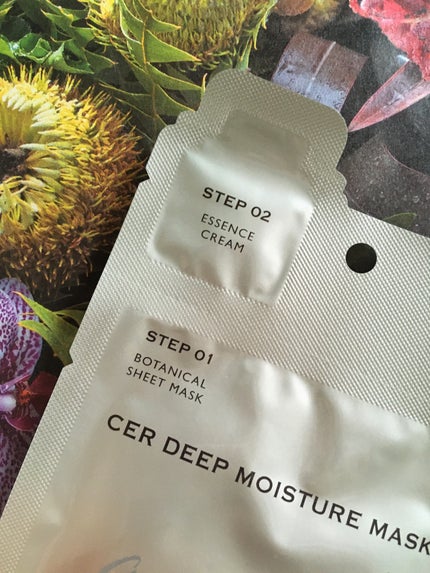 STEP 02
ESSENCE
CREAM
STEP 01
BOTANICAL
SHEET MASK
CER DEEP MOISTURE MASK